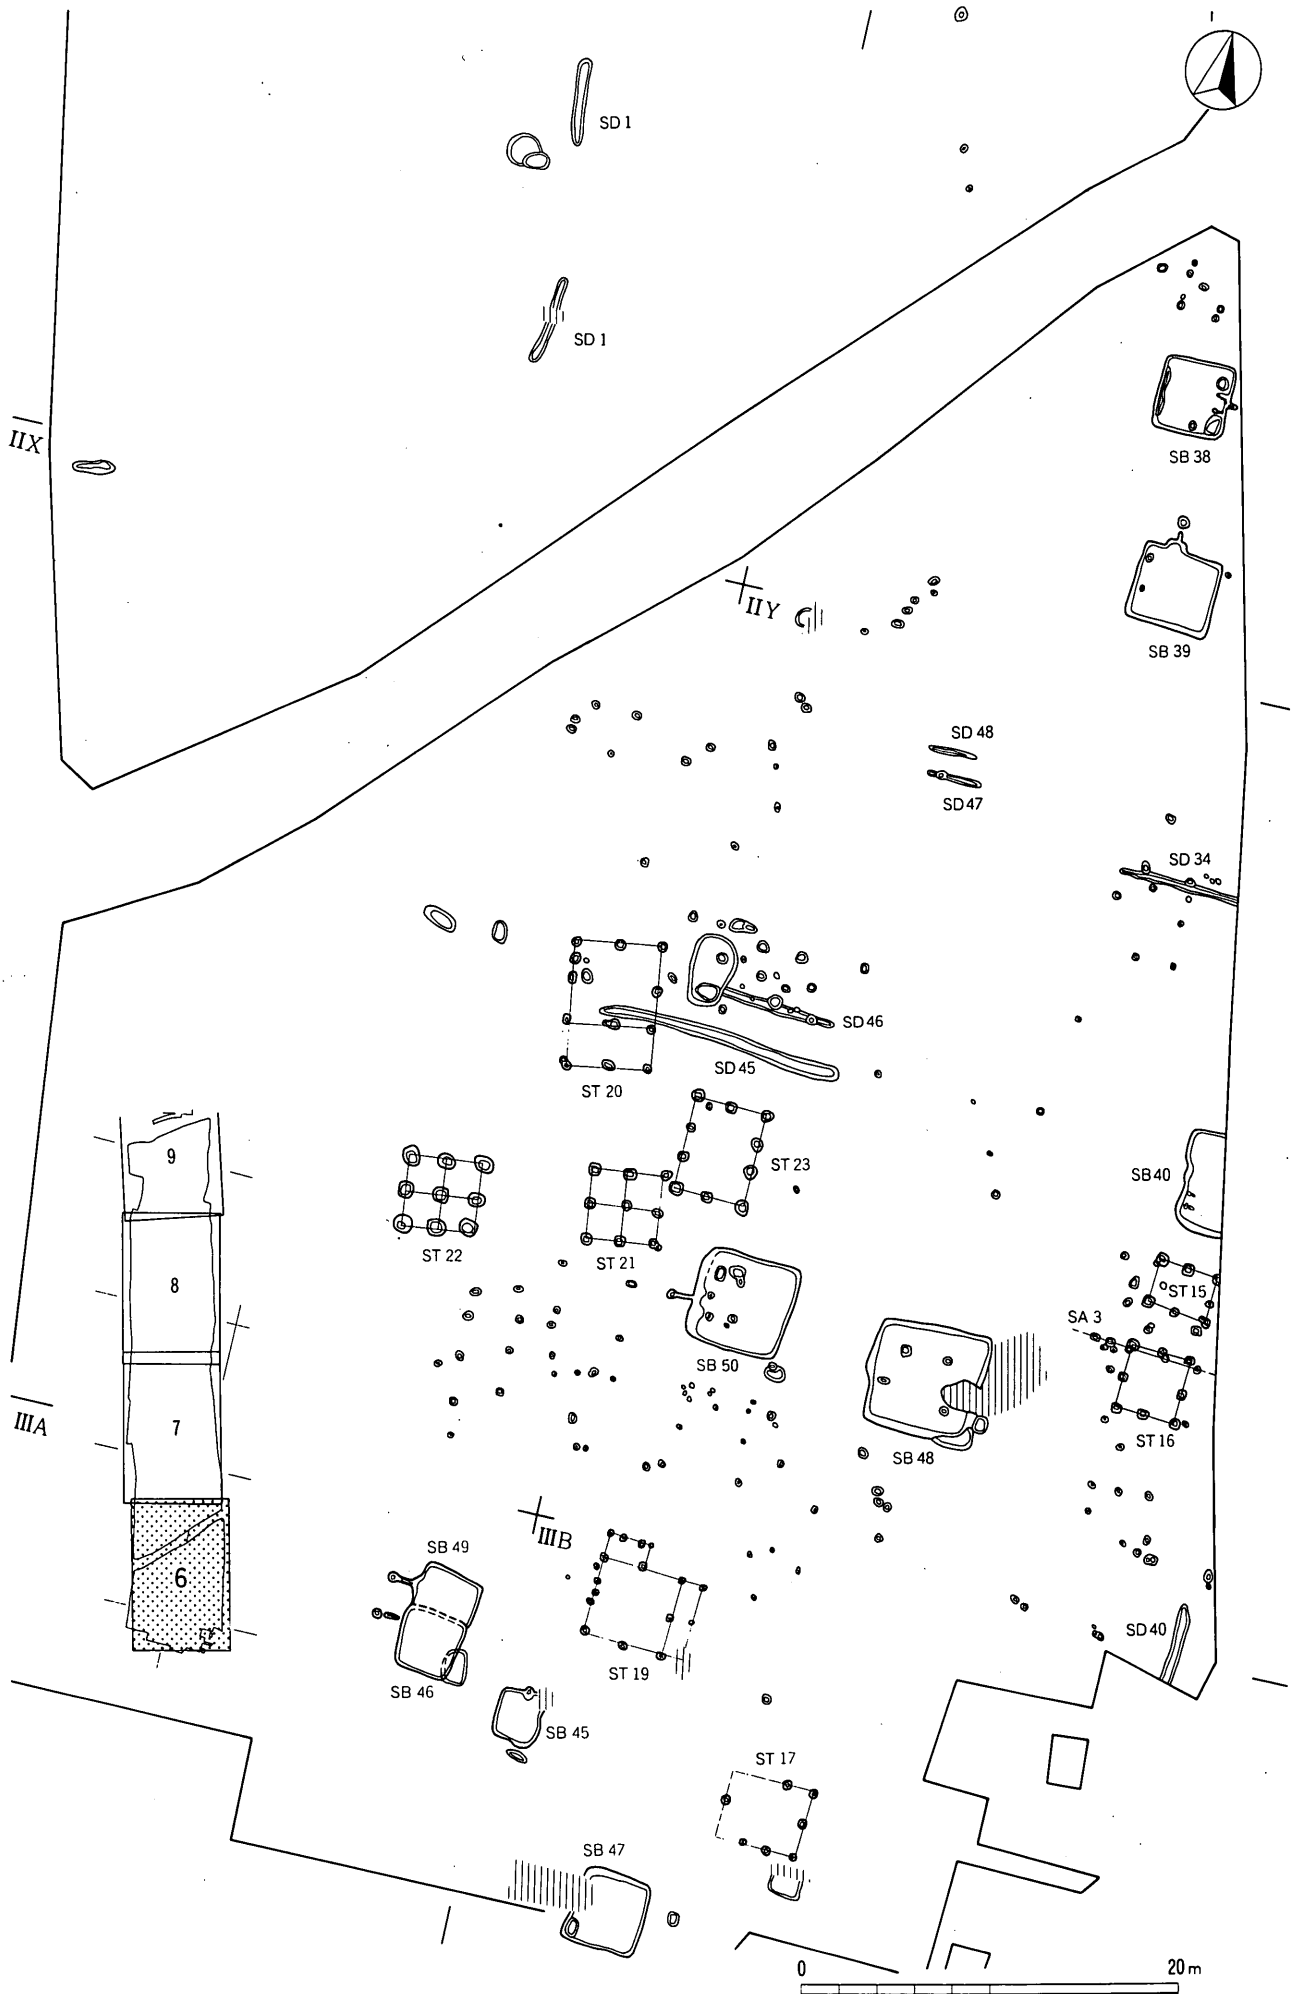 SD 1
SD 1
IIX
SB 38
IIY
SB 39
SD 48
SD 47
SD 34
SD 46
SD 45
ST 20
9
ST 23
SB 40
ST 22
ST 21
8
ST 15
SA 3
SB 50
IIIA
7
SB 48
ST 16
IIIB
SB 49
6
SD 40
ST 19
SB 46
SB 45
ST 17
SB 47
0 20 m